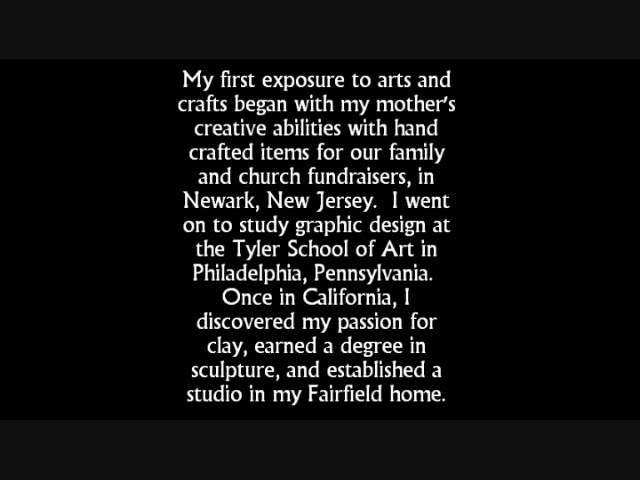 My first exposure to arts and
crafts began with my mother's
creative abilities with hand
crafted items for our family
and church fundraisers, in
Newark, New Jersey.  I went
on to study graphic design at
the Tyler School of Art in
Philadelphia, Pennsylvania.
Once in California, I
discovered my passion for
clay, earned a degree in
sculpture, and established a
studio in my Fairfield home.